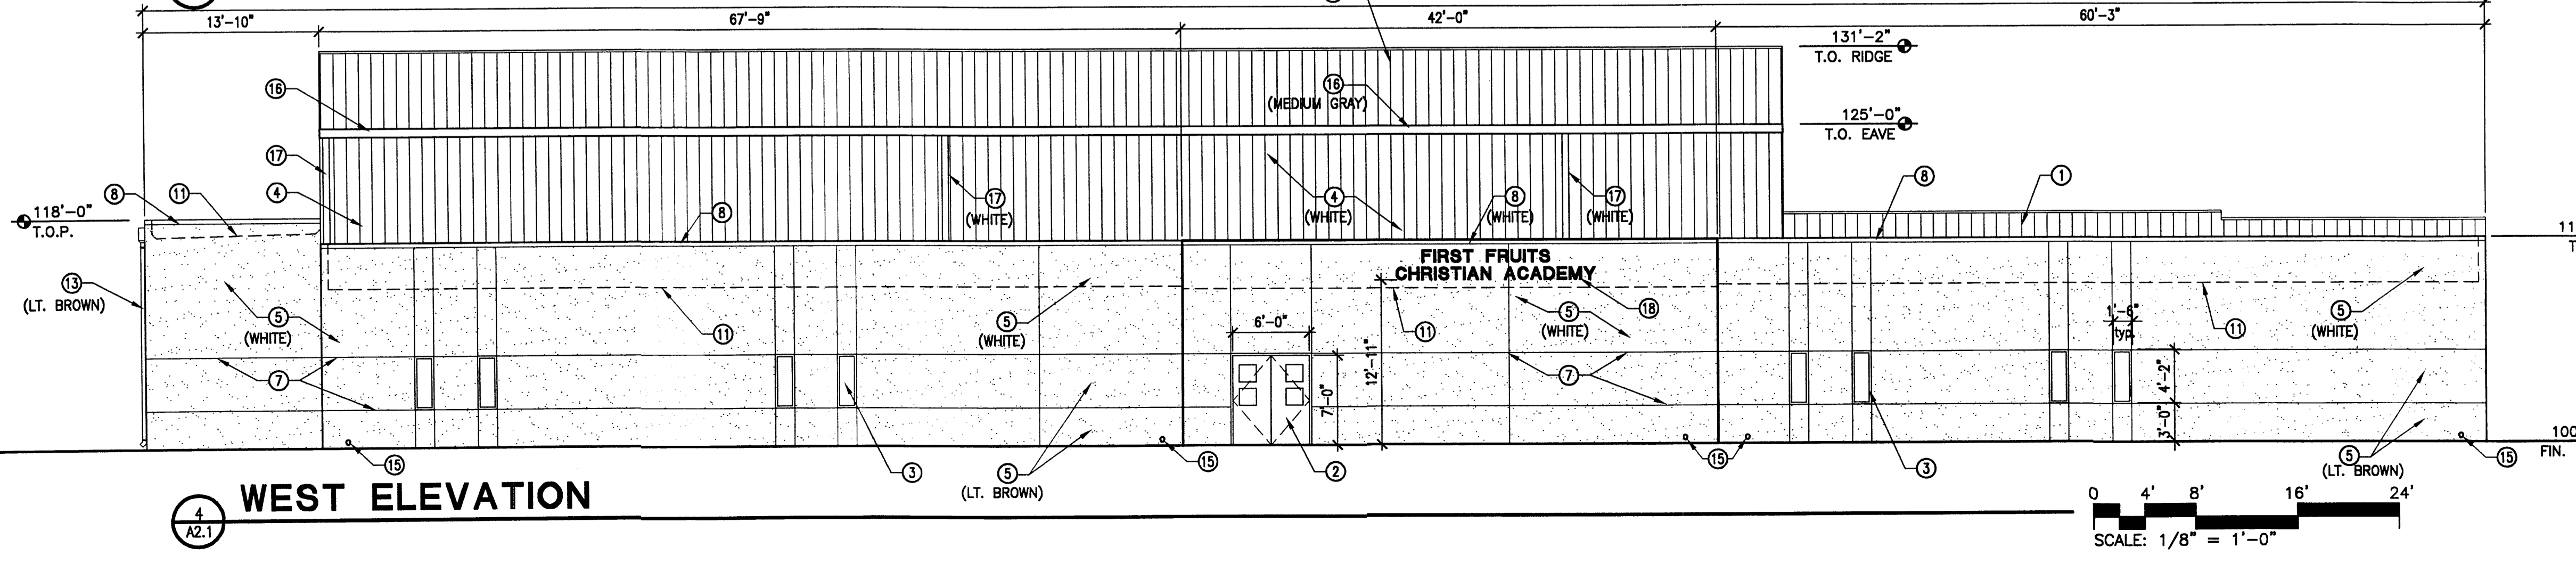 13'-10" 67'-9" 42'-0" 60'-3"
131'-2"
T.O. RIDGE
16
16
(MEDIUM GRAY)
125'-0"
T.O. EAVE
17
4
8
11
118'-0"
T.O.P.
17
(WHITE)
8
4
(WHITE)
8
(WHITE)
17
(WHITE)
8
1
11
T
FIRST FRUITS
CHRISTIAN ACADEMY
13
(LT. BROWN)
5
(WHITE)
11
5
(WHITE)
6'-0"
11
12'-11"
5
(WHITE)
18
1'-6"
typ.
11
5
(WHITE)
7
7'-0"
7
4'-2"
3'-0"
15
3
5
(LT. BROWN)
15
2
15
3
5
(LT. BROWN)
15
100
FIN.
4
A2.1
WEST ELEVATION
0 4' 8' 16' 24'
SCALE: 1/8" = 1'-0"